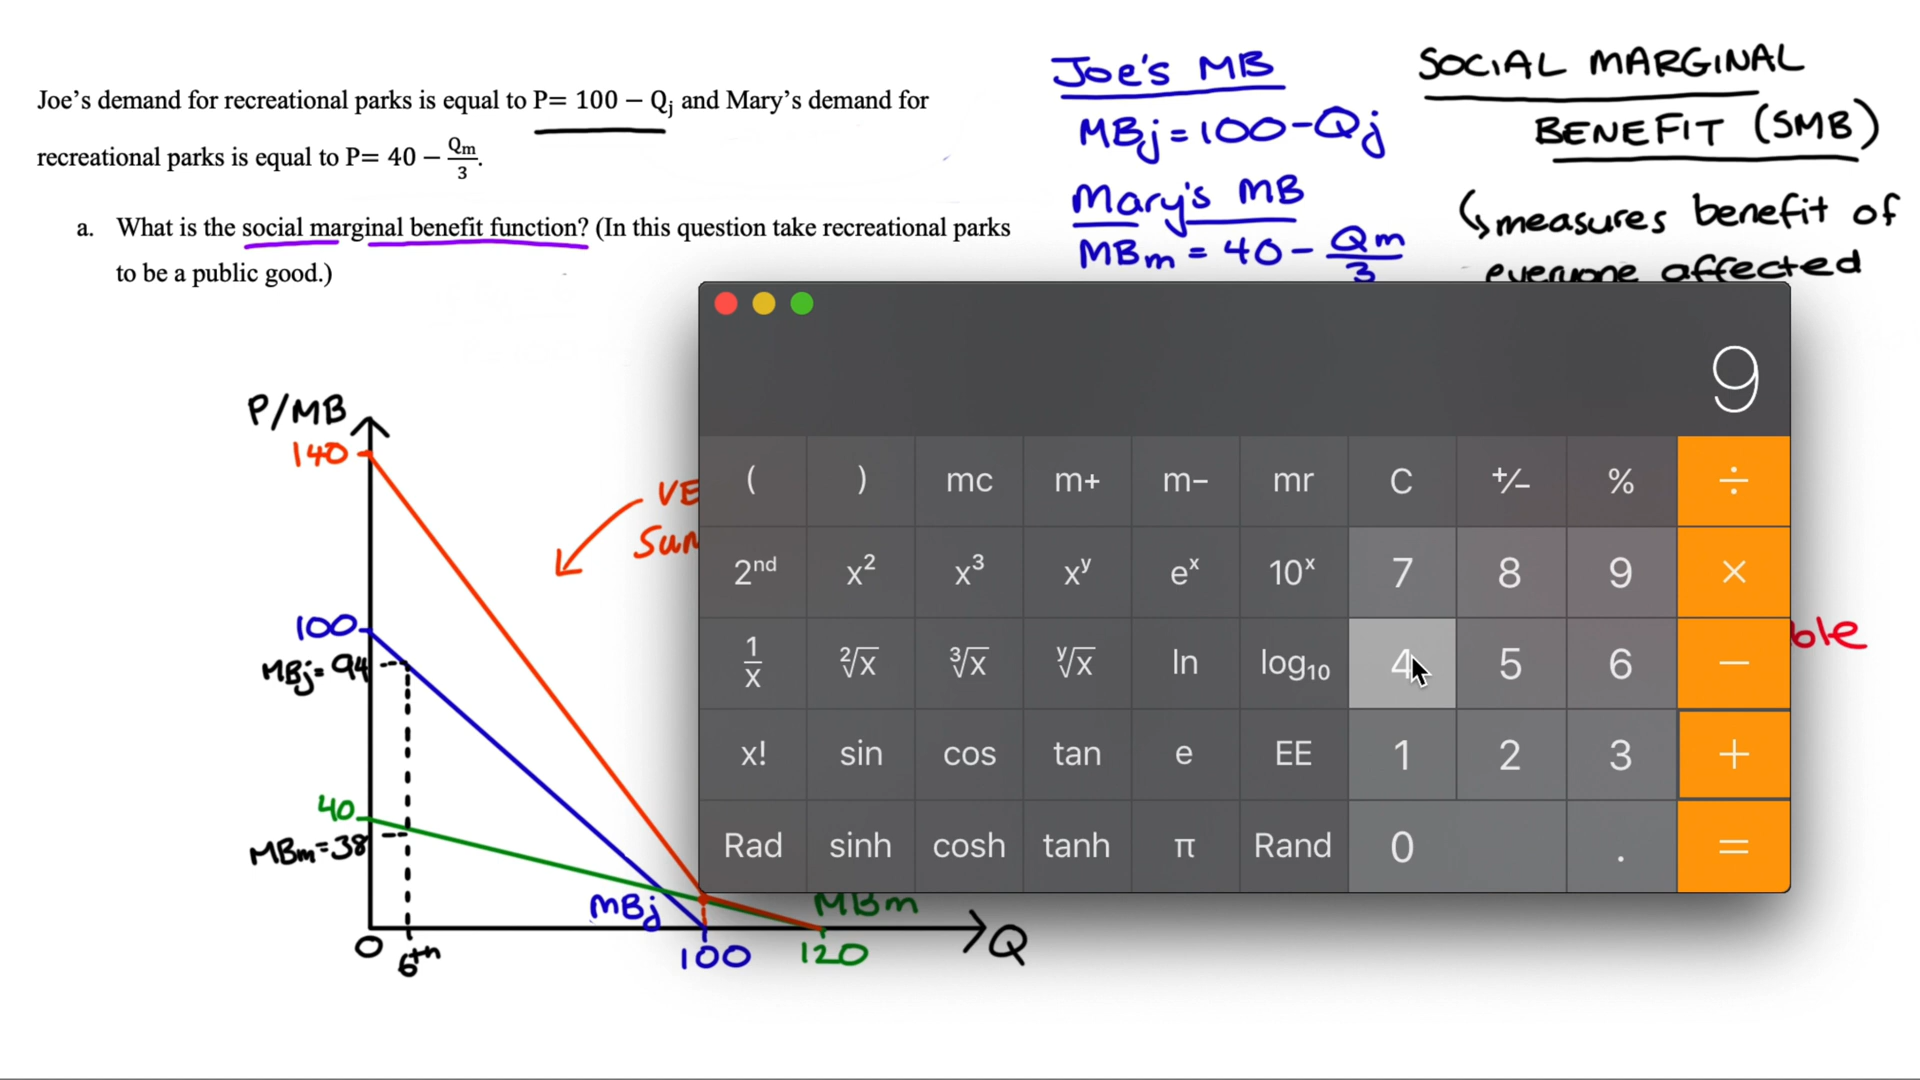 Joe's MB
SOCIAL MARGINAL
BENEFIT (SMB)
Joe’s demand for recreational parks is equal to P= 100 – Qj and Mary’s demand for
MBj = 100-Qj
recreational parks is equal to P= 40 – Qm/3.
Mary's MB
↳measures benefit of
a. What is the social marginal benefit function? (In this question take recreational parks
MBm = 40 - Qm/3
everyone affected
to be a public good.)
9
P/MB
140
VE
Sum
100
MBj=94
40
MBm=38
MBj
MBm
0
6th
100
120
Q
ble
( ) mc m+ m− mr C +/− % ÷
2nd x2 x3 xy ex 10x 7 8 9 ×
1/x 2√x 3√x y√x ln log10 4 5 6 −
x! sin cos tan e EE 1 2 3 +
Rad sinh cosh tanh π Rand 0 . =